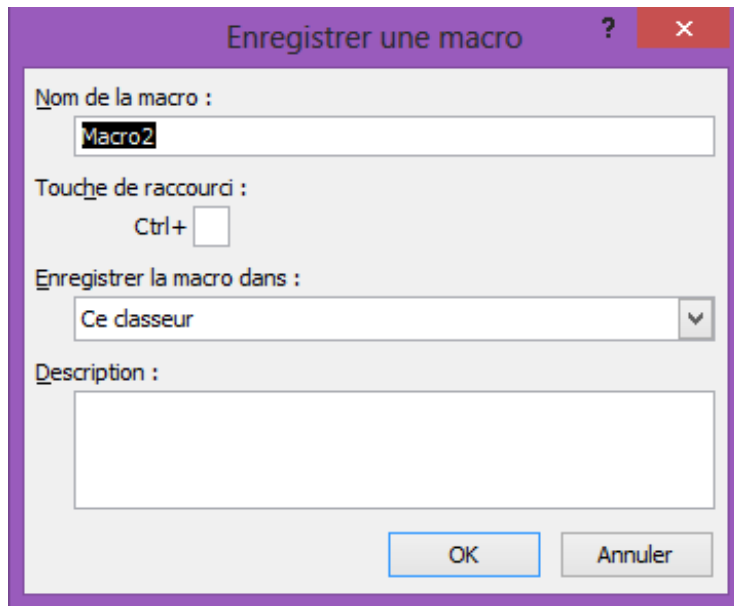 Enregistrer une macro ? ×
Nom de la macro :
Macro2
Touche de raccourci :
Ctrl+
Enregistrer la macro dans :
Ce classeur
Description :
OK Annuler